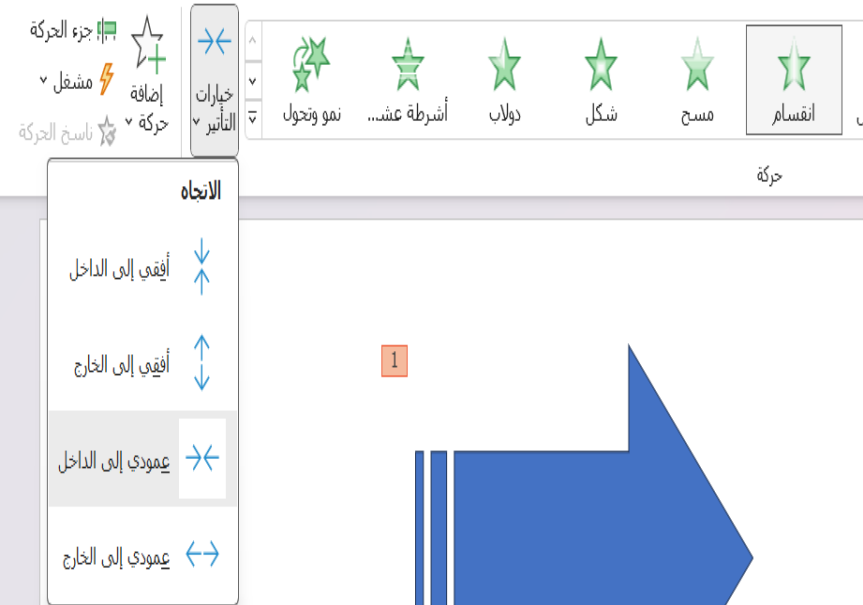 انقسام
مسح
شكل
دولاب
أشرطة عشـ...
نمو وتحول
حركة
خيارات
التأثير
إضافة
حركة
جزء الحركة
مشغل
ناسخ الحركة
الاتجاه
أفقي إلى الداخل
أفقي إلى الخارج
عمودي إلى الداخل
عمودي إلى الخارج
1